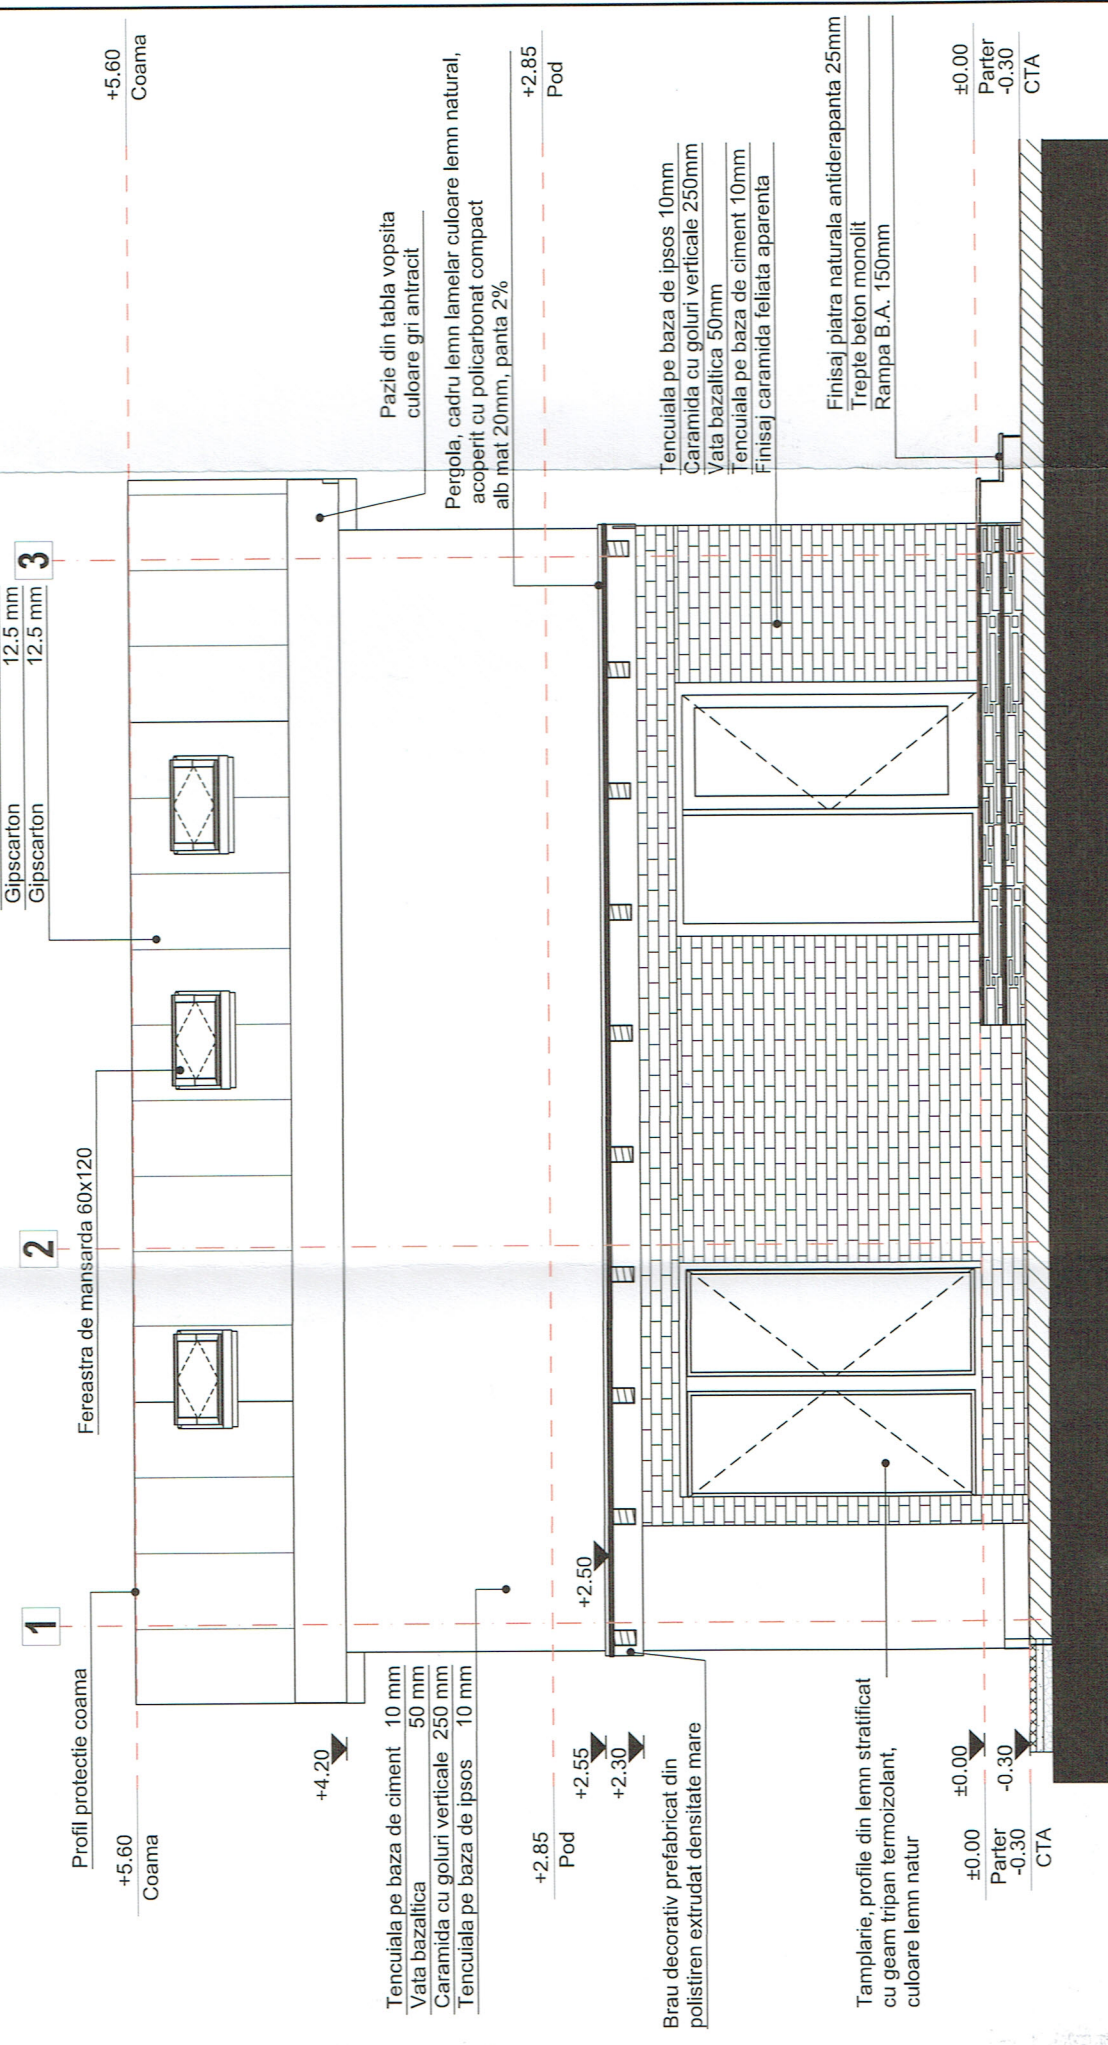 1
2
3
Gipscarton 12.5 mm
Gipscarton 12.5 mm
Profil protectie coama
Fereastra de mansarda 60x120
+5.60
Coama
+5.60
Coama
Pazie din tabla vopsita
culoare gri antracit
+4.20
Pergola, cadru lemn lamelar culoare lemn natural,
acoperit cu policarbonat compact
alb mat 20mm, panta 2%
Tencuiala pe baza de ciment 10 mm
Vata bazaltica 50 mm
Caramida cu goluri verticale 250 mm
Tencuiala pe baza de ipsos 10 mm
+2.85
Pod
+2.85
Pod
+2.55
+2.50
+2.30
Brau decorativ prefabricat din
polistiren extrudat densitate mare
Tencuiala pe baza de ipsos 10mm
Caramida cu goluri verticale 250mm
Vata bazaltica 50mm
Tencuiala pe baza de ciment 10mm
Finisaj caramida feliata aparenta
Finisaj piatra naturala antiderapanta 25mm
Trepte beton monolit
Rampa B.A. 150mm
Tamplarie, profile din lemn stratificat
cu geam tripan termoizolant,
culoare lemn natur
±0.00
Parter
-0.30
CTA
±0.00
-0.30
±0.00
Parter
-0.30
CTA